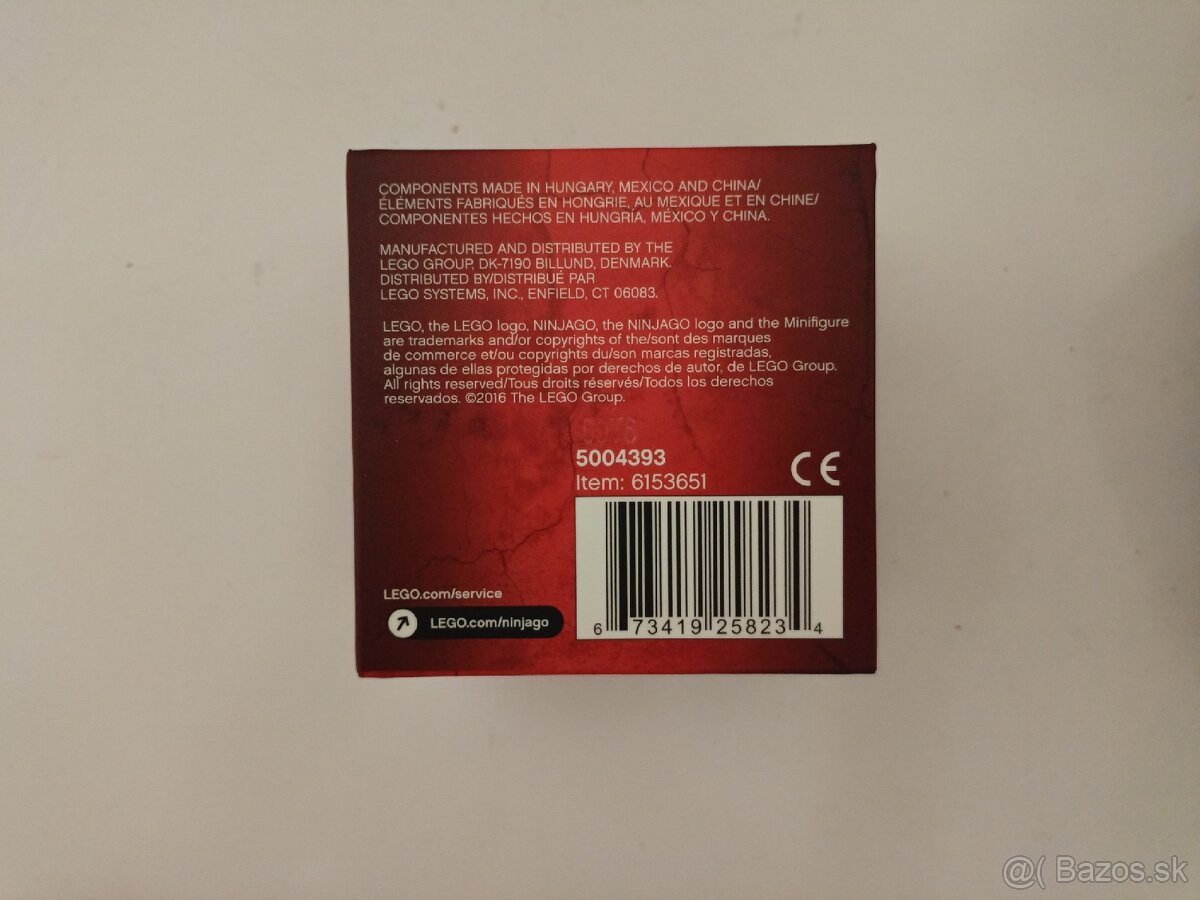 COMPONENTS MADE IN HUNGARY, MEXICO AND CHINA/
ÉLÉMENTS FABRIQUÉS EN HONGRIE, AU MEXIQUE ET EN CHINE/
COMPONENTES HECHOS EN HUNGRÍA, MÉXICO Y CHINA.
MANUFACTURED AND DISTRIBUTED BY THE
LEGO GROUP, DK-7190 BILLUND, DENMARK.
DISTRIBUTED BY/DISTRIBUÉ PAR
LEGO SYSTEMS, INC., ENFIELD, CT 06083.
LEGO, the LEGO logo, NINJAGO, the NINJAGO logo and the Minifigure
are trademarks and/or copyrights of the/sont des marques
de commerce et/ou copyrights du/son marcas registradas,
algunas de ellas protegidas por derechos de autor, de LEGO Group.
All rights reserved/Tous droits réservés/Todos los derechos
reservados. ©2016 The LEGO Group.
5004393
Item: 6153651
CE
LEGO.com/service
LEGO.com/ninjago
6 73419 25823 4
@( Bazos.sk